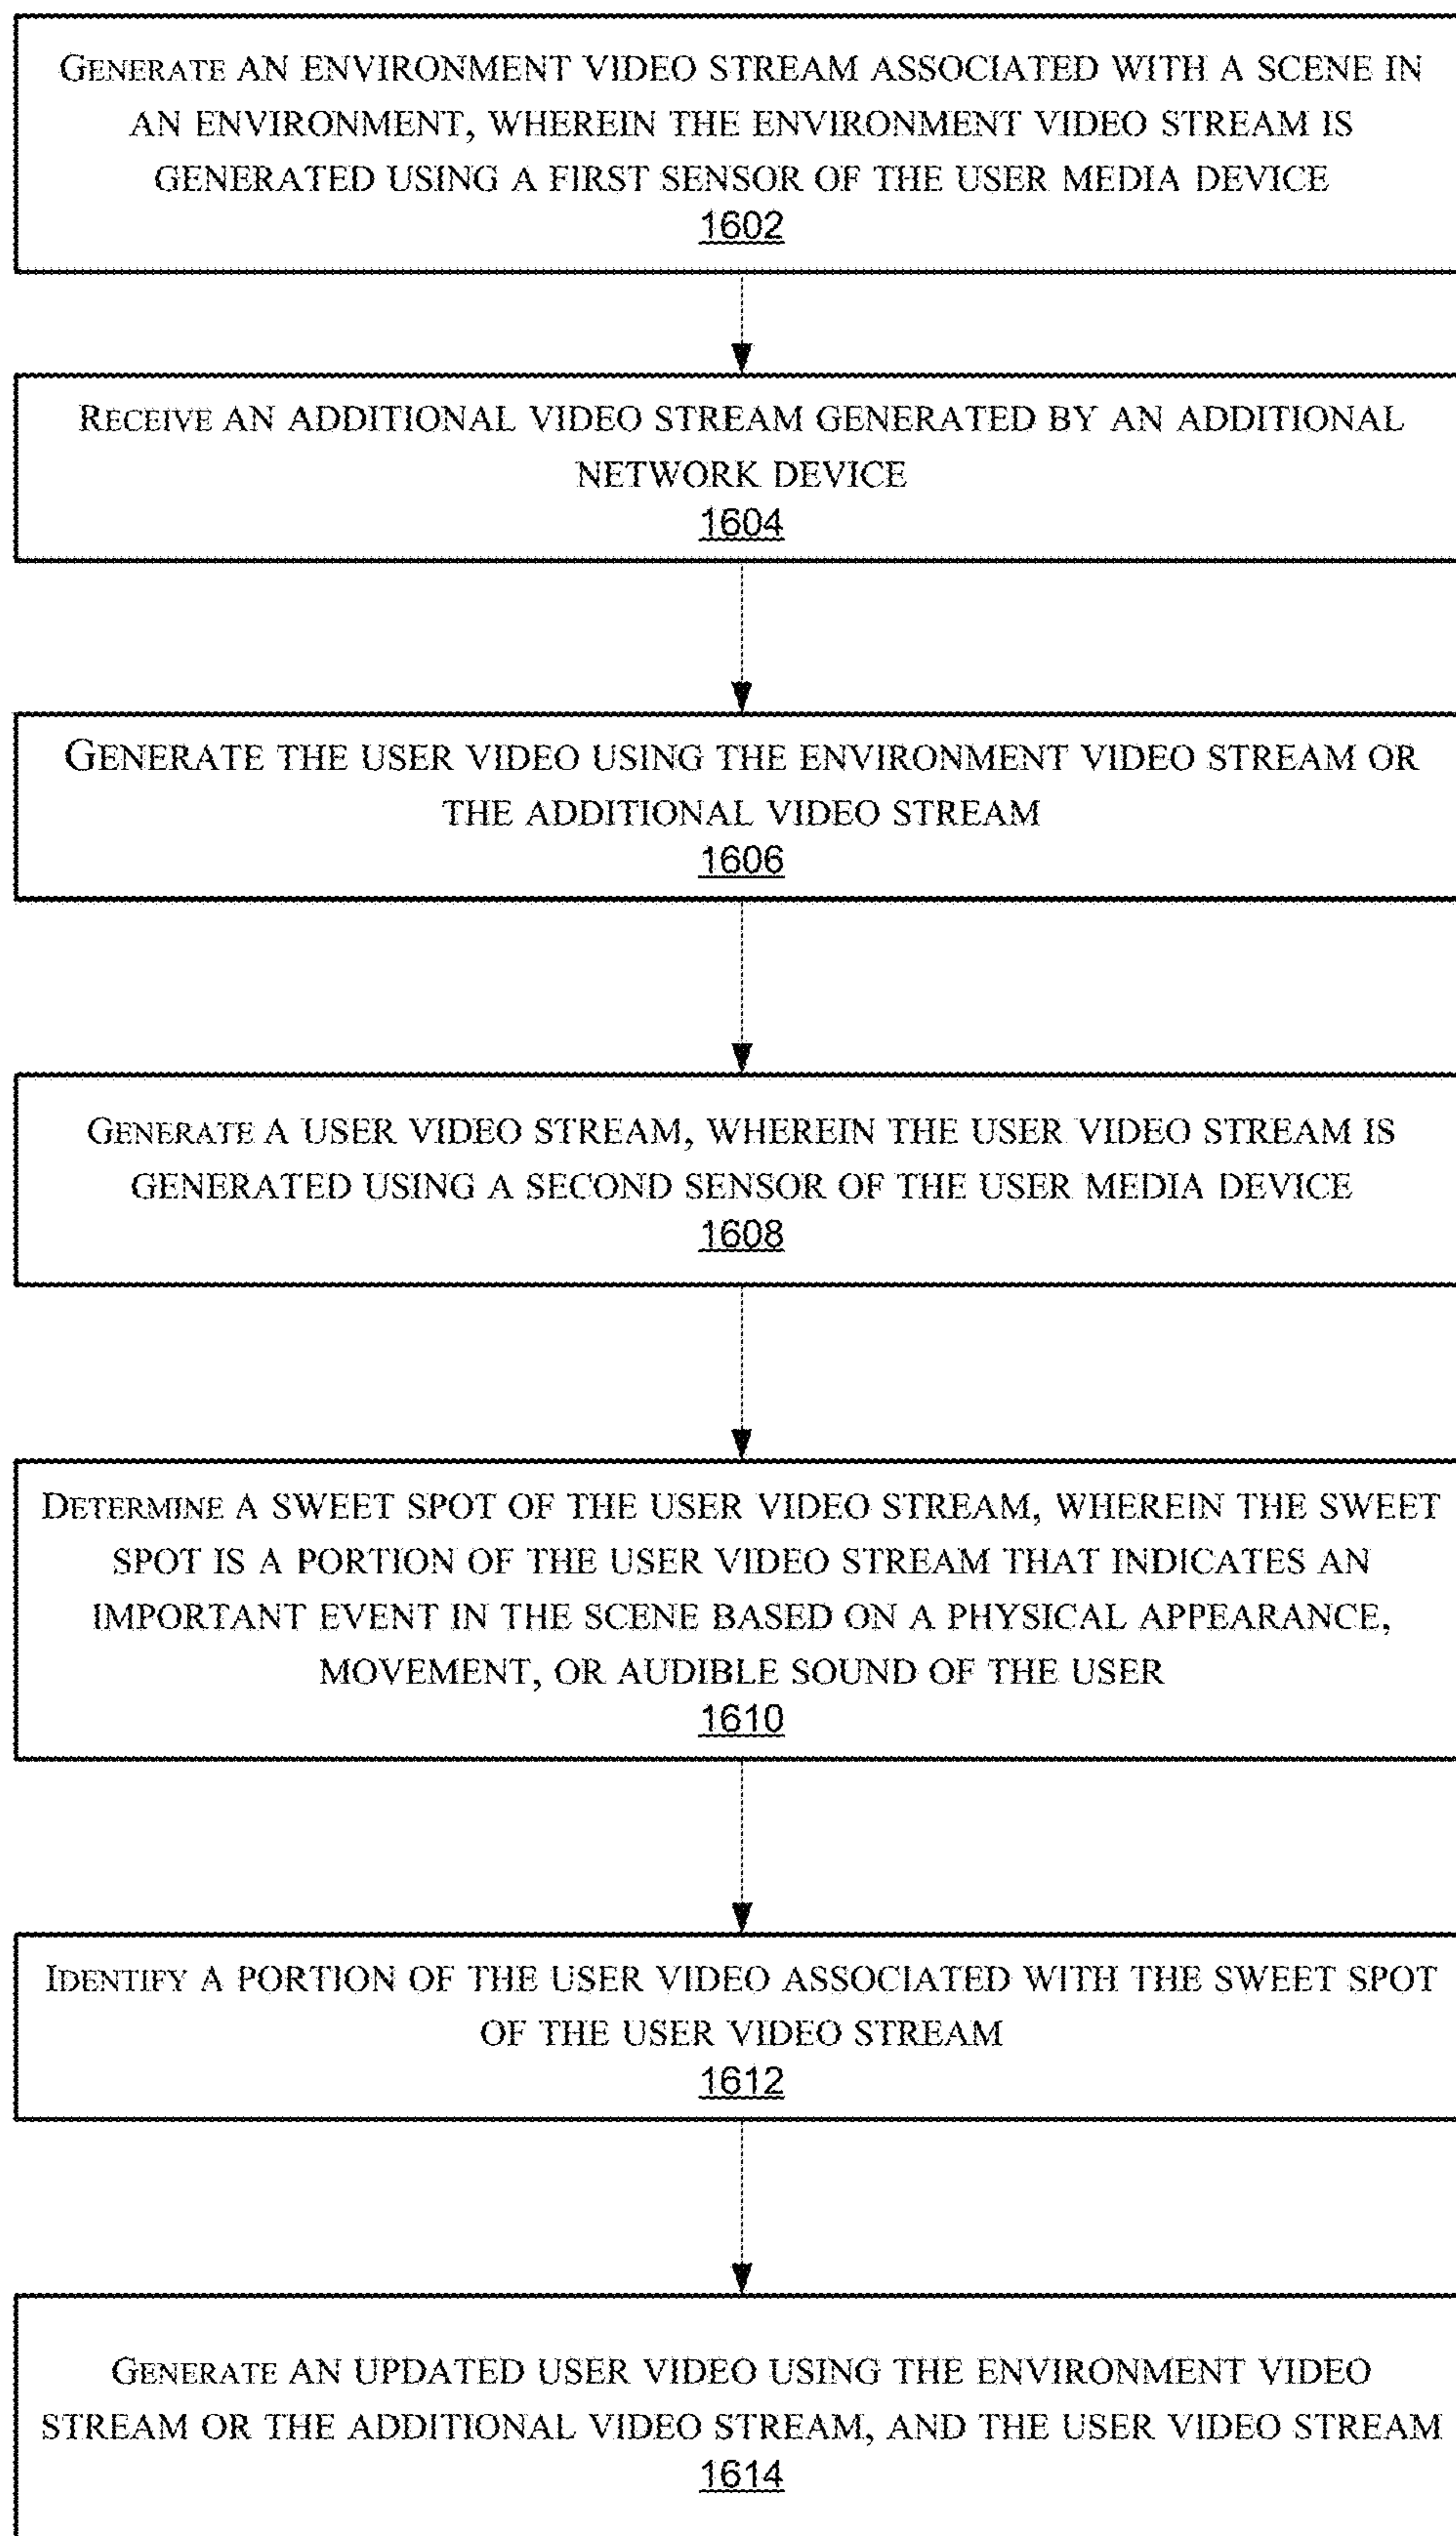 GENERATE AN ENVIRONMENT VIDEO STREAM ASSOCIATED WITH A SCENE IN
AN ENVIRONMENT, WHEREIN THE ENVIRONMENT VIDEO STREAM IS
GENERATED USING A FIRST SENSOR OF THE USER MEDIA DEVICE
1602
RECEIVE AN ADDITIONAL VIDEO STREAM GENERATED BY AN ADDITIONAL
NETWORK DEVICE
1604
GENERATE THE USER VIDEO USING THE ENVIRONMENT VIDEO STREAM OR
THE ADDITIONAL VIDEO STREAM
1606
GENERATE A USER VIDEO STREAM, WHEREIN THE USER VIDEO STREAM IS
GENERATED USING A SECOND SENSOR OF THE USER MEDIA DEVICE
1608
DETERMINE A SWEET SPOT OF THE USER VIDEO STREAM, WHEREIN THE SWEET
SPOT IS A PORTION OF THE USER VIDEO STREAM THAT INDICATES AN
IMPORTANT EVENT IN THE SCENE BASED ON A PHYSICAL APPEARANCE,
MOVEMENT, OR AUDIBLE SOUND OF THE USER
1610
IDENTIFY A PORTION OF THE USER VIDEO ASSOCIATED WITH THE SWEET SPOT
OF THE USER VIDEO STREAM
1612
GENERATE AN UPDATED USER VIDEO USING THE ENVIRONMENT VIDEO
STREAM OR THE ADDITIONAL VIDEO STREAM, AND THE USER VIDEO STREAM
1614